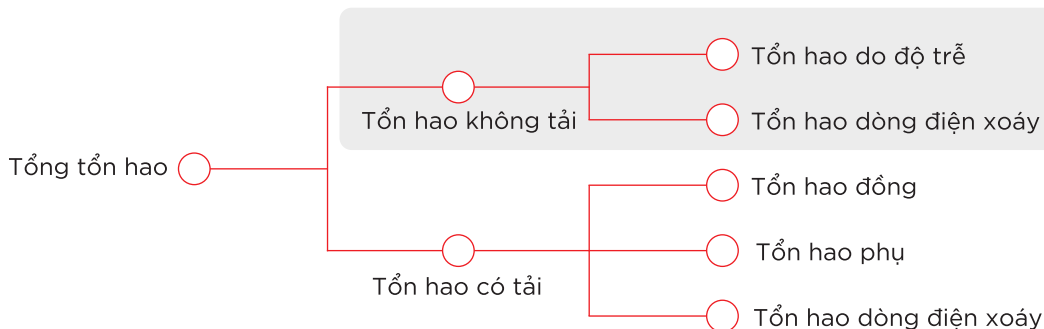 Tổng tổn hao
Tổn hao không tải
Tổn hao do độ trễ
Tổn hao dòng điện xoáy
Tổn hao có tải
Tổn hao đồng
Tổn hao phụ
Tổn hao dòng điện xoáy